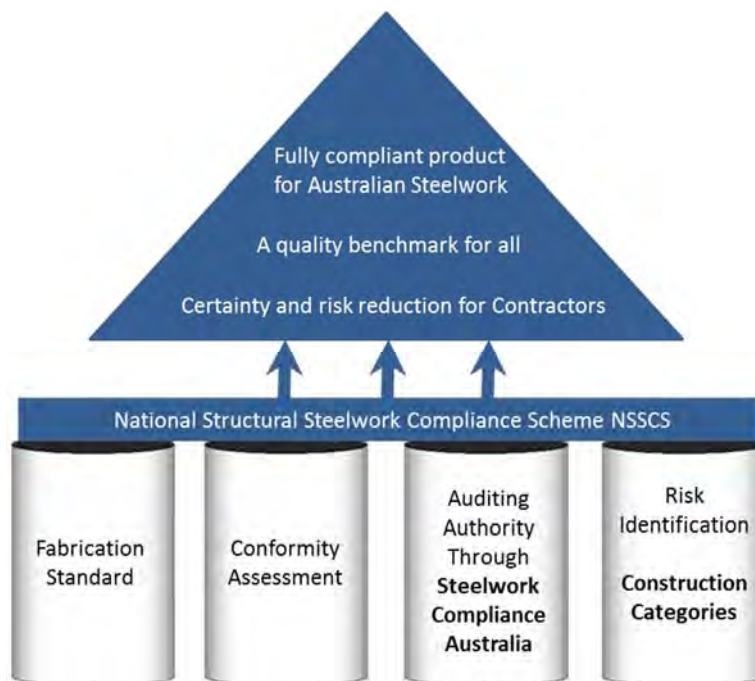 Fully compliant product
for Australian Steelwork
A quality benchmark for all
Certainty and risk reduction for Contractors
National Structural Steelwork Compliance Scheme NSSCS
Fabrication
Standard
Conformity
Assessment
Auditing
Authority
Through
Steelwork
Compliance
Australia
Risk
Identification
Construction
Categories